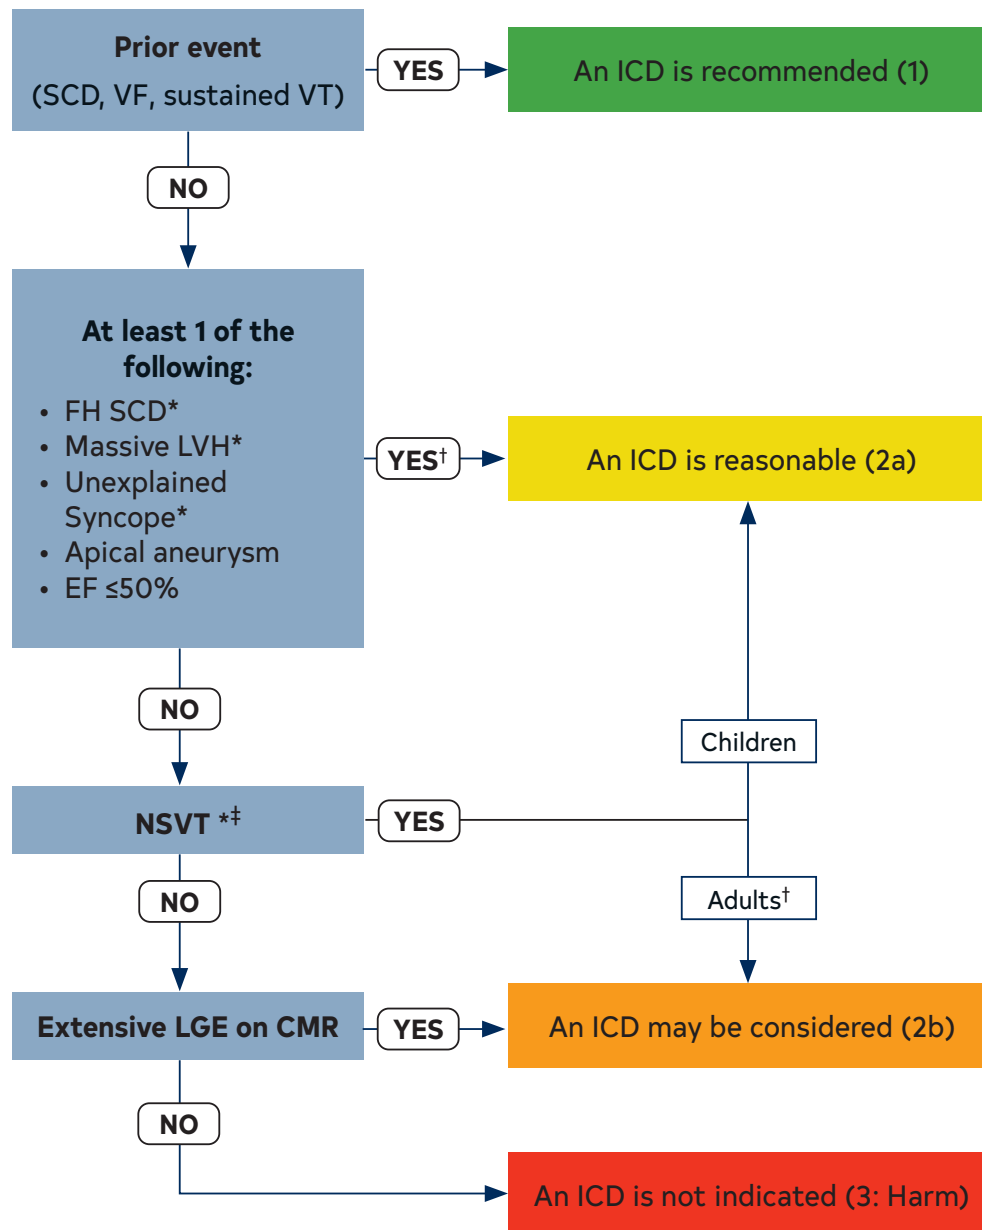 Prior event
(SCD, VF, sustained VT)
YES
An ICD is recommended (1)
NO
At least 1 of the
following:
• FH SCD*
• Massive LVH*
• Unexplained
Syncope*
• Apical aneurysm
• EF ≤50%
YES†
An ICD is reasonable (2a)
NO
Children
NSVT *‡
YES
NO
Adults†
Extensive LGE on CMR
YES
An ICD may be considered (2b)
NO
An ICD is not indicated (3: Harm)